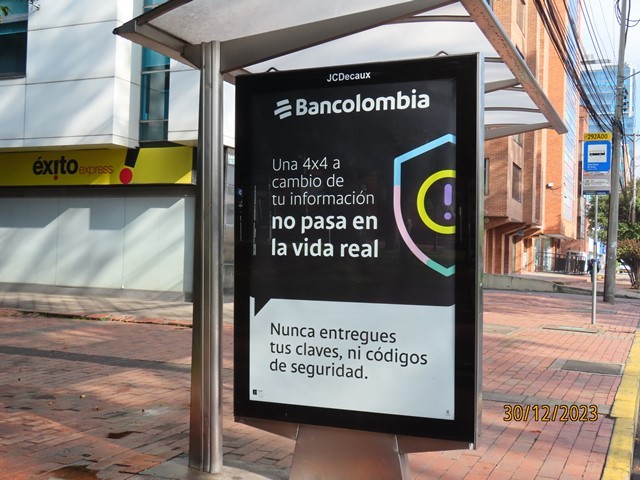 JCDecaux
Bancolombia
Una 4x4 a
cambio de
tu información
no pasa en
la vida real
Nunca entregues
tus claves, ni códigos
de seguridad.
éxito express
292A00
30/12/2023